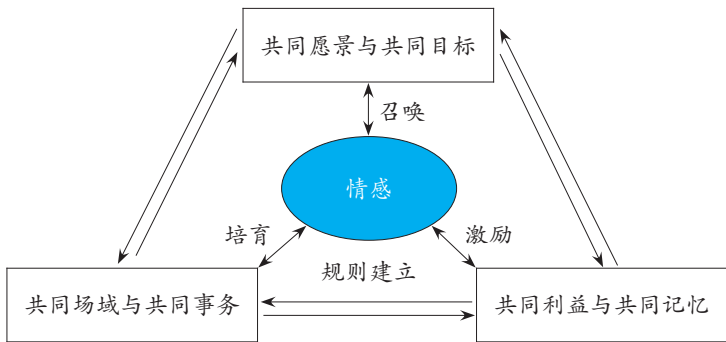 共同愿景与共同目标
召唤
情感
培育
激励
规则建立
共同场域与共同事务
共同利益与共同记忆